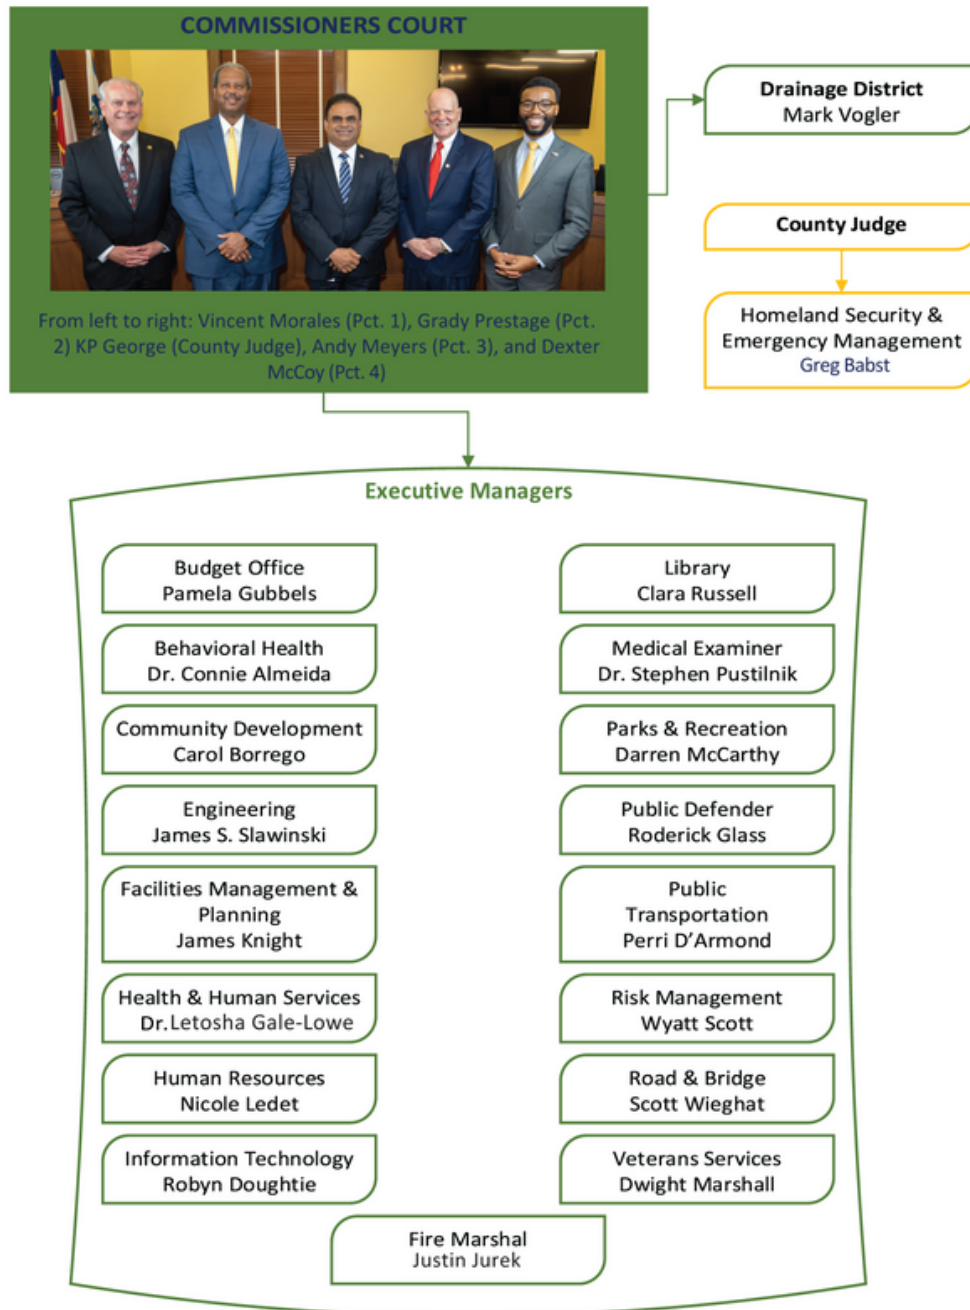 COMMISSIONERS COURT
From left to right: Vincent Morales (Pct. 1), Grady Prestage (Pct.
2) KP George (County Judge), Andy Meyers (Pct. 3), and Dexter
McCoy (Pct. 4)
Drainage District
Mark Vogler
County Judge
Homeland Security &
Emergency Management
Greg Babst
Executive Managers
Budget Office
Pamela Gubbels
Behavioral Health
Dr. Connie Almeida
Community Development
Carol Borrego
Engineering
James S. Slawinski
Facilities Management &
Planning
James Knight
Health & Human Services
Dr. Letosha Gale-Lowe
Human Resources
Nicole Ledet
Information Technology
Robyn Doughtie
Library
Clara Russell
Medical Examiner
Dr. Stephen Pustilnik
Parks & Recreation
Darren McCarthy
Public Defender
Roderick Glass
Public
Transportation
Perri D’Armond
Risk Management
Wyatt Scott
Road & Bridge
Scott Wieghat
Veterans Services
Dwight Marshall
Fire Marshal
Justin Jurek